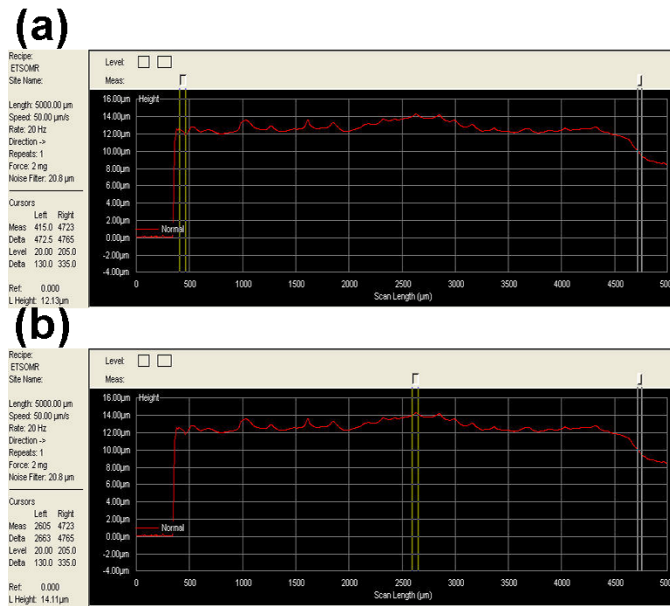 (a)
Recipe:
ETSOMR
Site Name:
Length: 5000.00 µm
Speed: 50.00 µm/s
Rate: 20 Hz
Direction ->
Repeats: 1
Force: 2 mg
Noise Filter: 20.8 µm
Cursors
Left Right
Meas 415.0 4723
Delta 472.5 4765
Level 20.00 205.0
Delta 130.0 335.0
Ref: 0.000
L Height: 12.13µm
Level:
Meas:
16.00µm Height
14.00µm
12.00µm
10.00µm
8.00µm
6.00µm
4.00µm
2.00µm
Normal
0.00µm
-2.00µm
-4.00µm
0 500 1000 1500 2000 2500 3000 3500 4000 4500 5000
Scan Length (µm)
(b)
Recipe:
ETSOMR
Site Name:
Length: 5000.00 µm
Speed: 50.00 µm/s
Rate: 20 Hz
Direction ->
Repeats: 1
Force: 2 mg
Noise Filter: 20.8 µm
Cursors
Left Right
Meas 2605 4723
Delta 2663 4765
Level 20.00 205.0
Delta 130.0 335.0
Ref: 0.000
L Height: 14.11µm
Level:
Meas:
16.00µm Height
14.00µm
12.00µm
10.00µm
8.00µm
6.00µm
4.00µm
2.00µm
Normal
0.00µm
-2.00µm
-4.00µm
0 500 1000 1500 2000 2500 3000 3500 4000 4500 5000
Scan Length (µm)